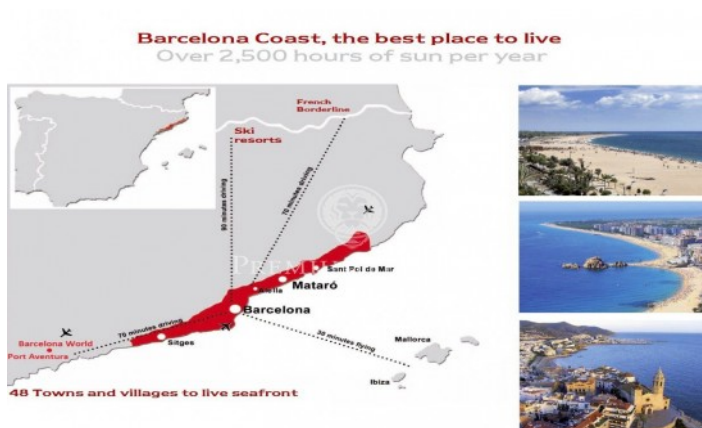 Barcelona Coast, the best place to live
Over 2,500 hours of sun per year
French
Borderline
Ski
resorts
90 minutes driving
70 minutes driving
Sant Pol de Mar
Mataró
Barcelona
70 minutes driving
Sitges
Barcelona World
Port Aventura
35 minutes flying
Mallorca
Ibiza
48 Towns and villages to live seafront